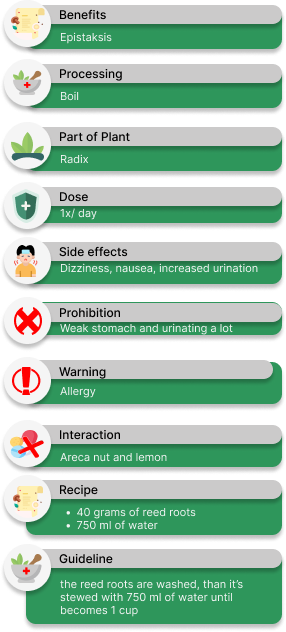 Benefits
Epistaksis
Processing
Boil
Part of Plant
Radix
Dose
1x/ day
Side effects
Dizziness, nausea, increased urination
Prohibition
Weak stomach and urinating a lot
Warning
Allergy
Interaction
Areca nut and lemon
Recipe
• 40 grams of reed roots
• 750 ml of water
Guideline
the reed roots are washed, than it's
stewed with 750 ml of water until
becomes 1 cup